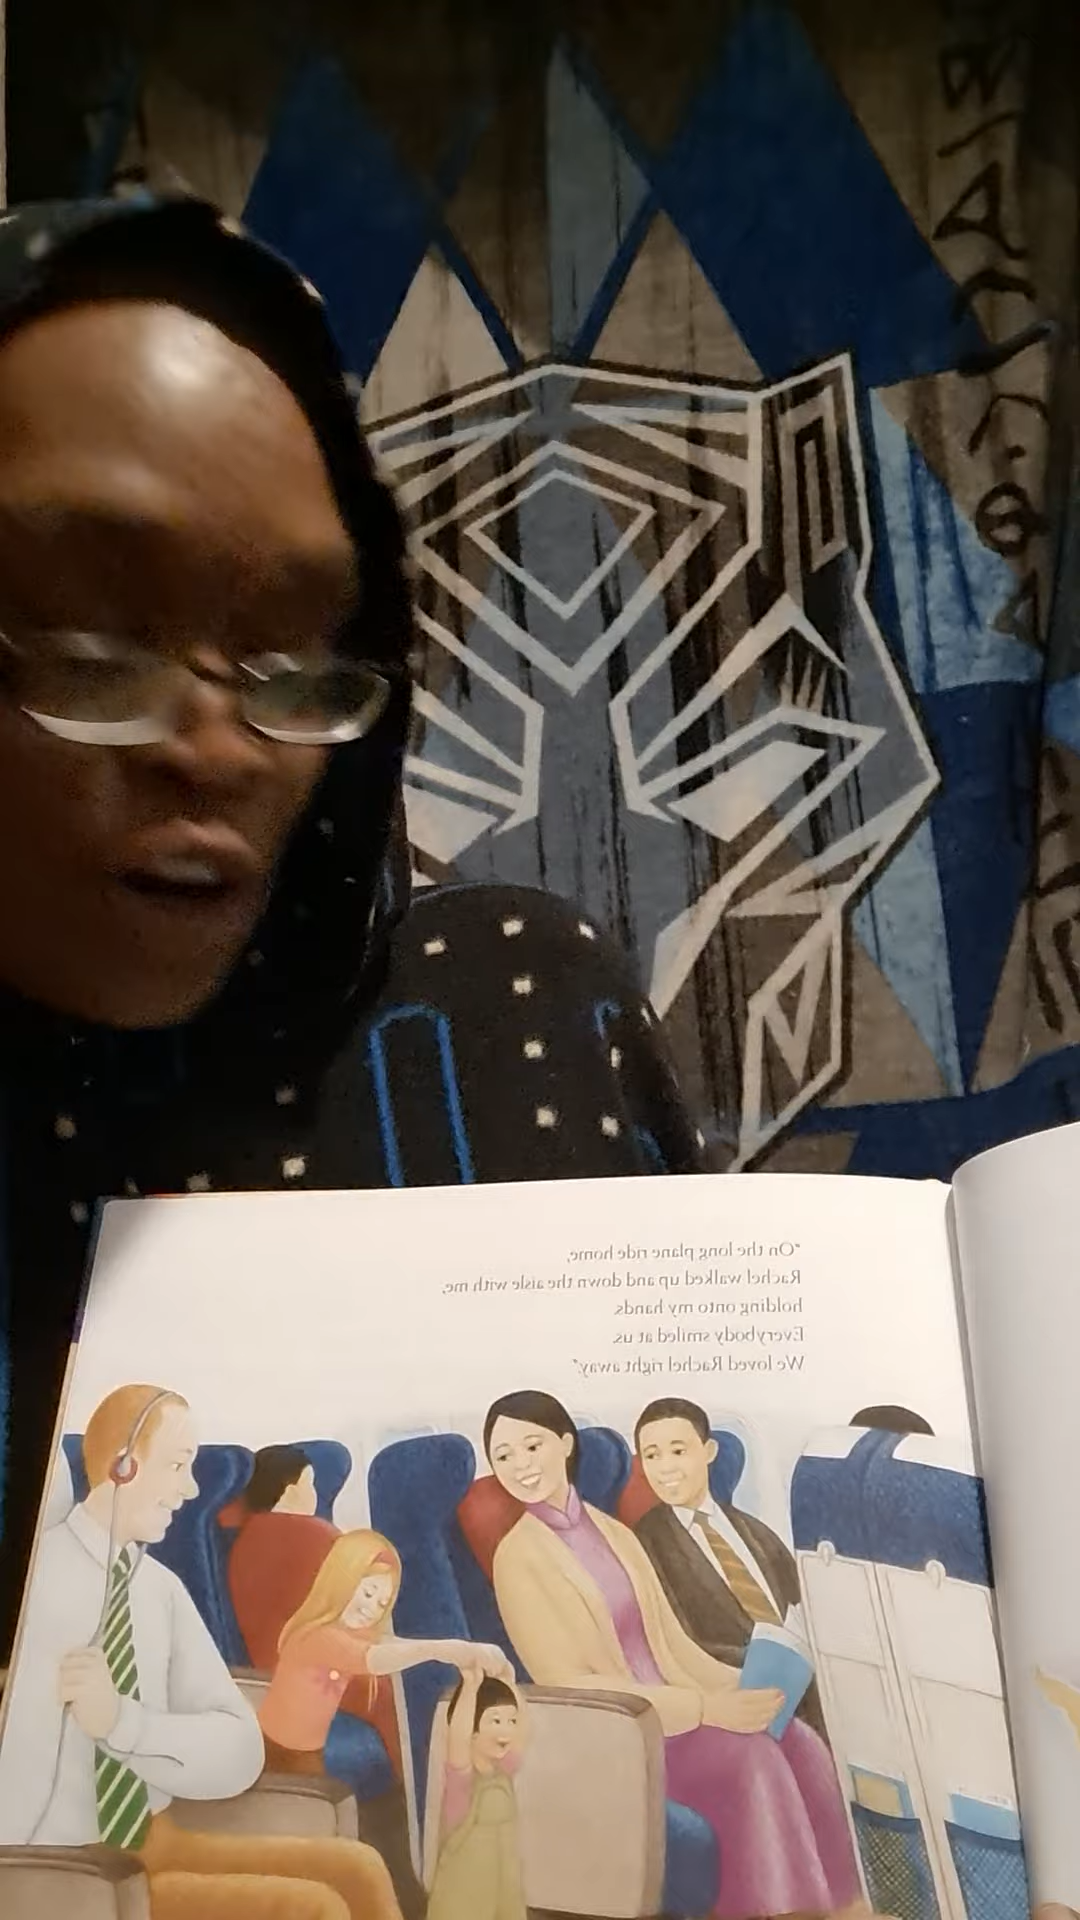 "On the long plane ride home,
Rachel walked up and down the aisle with me,
holding onto my hands.
Everybody smiled at us.
We loved Rachel right away."